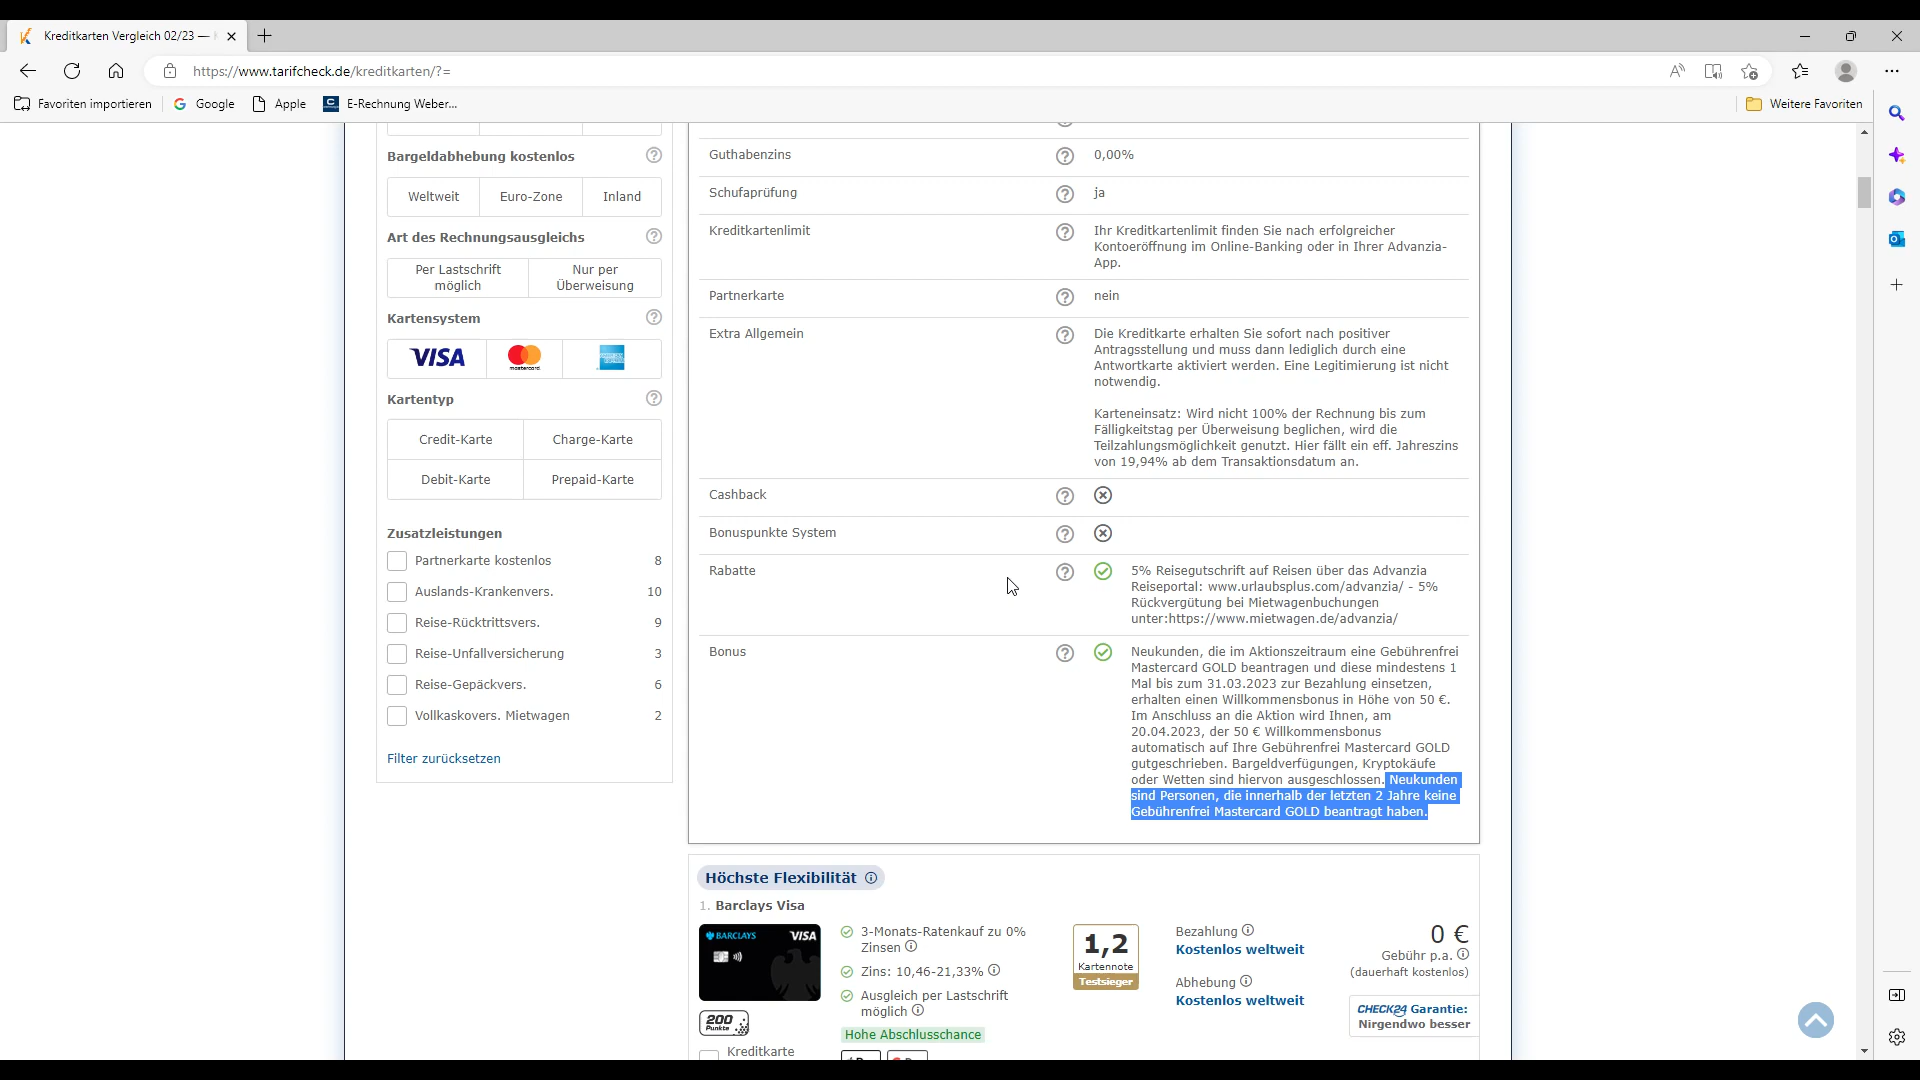 Kreditkarten Vergleich 02/23 —
https://www.tarifcheck.de/kreditkarten/?=
Favoriten importieren
Google
Apple
E-Rechnung Weber...
Weitere Favoriten
Bargeldabhebung kostenlos
Weltweit
Euro-Zone
Inland
Art des Rechnungsausgleichs
Per Lastschrift
möglich
Nur per
Überweisung
Kartensystem
VISA
mastercard
Kartentyp
Credit-Karte
Charge-Karte
Debit-Karte
Prepaid-Karte
Zusatzleistungen
Partnerkarte kostenlos 8
Auslands-Krankenvers. 10
Reise-Rücktrittsvers. 9
Reise-Unfallversicherung 3
Reise-Gepäckvers. 6
Vollkaskovers. Mietwagen 2
Filter zurücksetzen
Guthabenzins ? 0,00%
Schufaprüfung ? ja
Kreditkartenlimit ? Ihr Kreditkartenlimit finden Sie nach erfolgreicher
Kontoeröffnung im Online-Banking oder in Ihrer Advanzia-
App.
Partnerkarte ? nein
Extra Allgemein ? Die Kreditkarte erhalten Sie sofort nach positiver
Antragsstellung und muss dann lediglich durch eine
Antwortkarte aktiviert werden. Eine Legitimierung ist nicht
notwendig.
Karteneinsatz: Wird nicht 100% der Rechnung bis zum
Fälligkeitstag per Überweisung beglichen, wird die
Teilzahlungsmöglichkeit genutzt. Hier fällt ein eff. Jahreszins
von 19,94% ab dem Transaktionsdatum an.
Cashback ?
Bonuspunkte System ?
Rabatte ? 5% Reisegutschrift auf Reisen über das Advanzia
Reiseportal: www.urlaubsplus.com/advanzia/ - 5%
Rückvergütung bei Mietwagenbuchungen
unter:https://www.mietwagen.de/advanzia/
Bonus ? Neukunden, die im Aktionszeitraum eine Gebührenfrei
Mastercard GOLD beantragen und diese mindestens 1
Mal bis zum 31.03.2023 zur Bezahlung einsetzen,
erhalten einen Willkommensbonus in Höhe von 50 €.
Im Anschluss an die Aktion wird Ihnen, am
20.04.2023, der 50 € Willkommensbonus
automatisch auf Ihre Gebührenfrei Mastercard GOLD
gutgeschrieben. Bargeldverfügungen, Kryptokäufe
oder Wetten sind hiervon ausgeschlossen. Neukunden
sind Personen, die innerhalb der letzten 2 Jahre keine
Gebührenfrei Mastercard GOLD beantragt haben.
Höchste Flexibilität
1. Barclays Visa
BARCLAYS VISA
200
Punkte
Kreditkarte
3-Monats-Ratenkauf zu 0%
Zinsen
Zins: 10,46-21,33%
Ausgleich per Lastschrift
möglich
Hohe Abschlusschance
1,2
Kartennote
Testsieger
Bezahlung
Kostenlos weltweit
Abhebung
Kostenlos weltweit
0 €
Gebühr p.a.
(dauerhaft kostenlos)
CHECK24 Garantie:
Nirgendwo besser